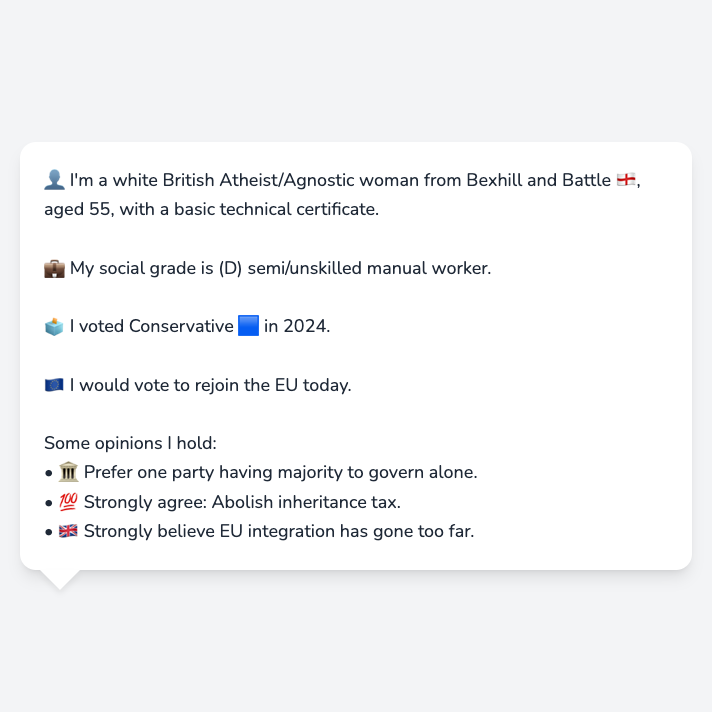 👤 I'm a white British Atheist/Agnostic woman from Bexhill and Battle 🏴󠁧󠁢󠁥󠁮󠁧󠁿,
aged 55, with a basic technical certificate.
💼 My social grade is (D) semi/unskilled manual worker.
🗳️ I voted Conservative 🟦 in 2024.
🇪🇺 I would vote to rejoin the EU today.
Some opinions I hold:
• 🏛️ Prefer one party having majority to govern alone.
• 💯 Strongly agree: Abolish inheritance tax.
• 🇬🇧 Strongly believe EU integration has gone too far.